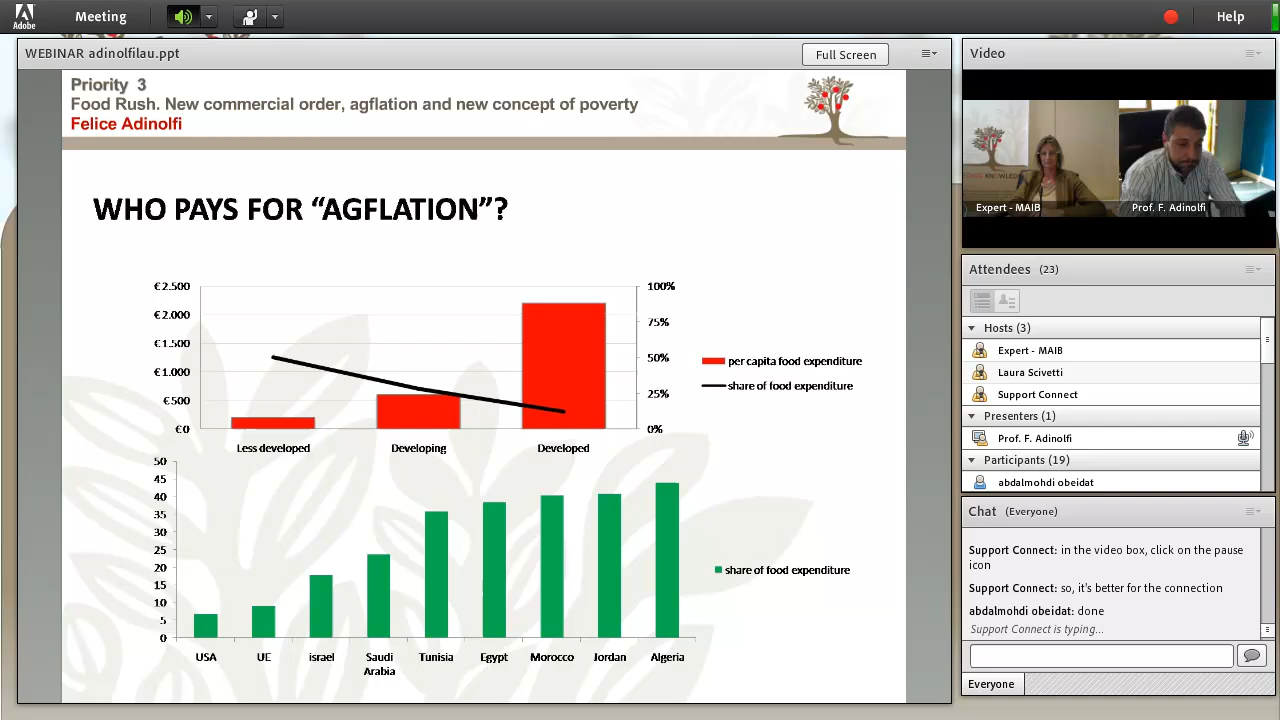 Adobe
Meeting
Help
WEBINAR adinolfilau.ppt
Full Screen
Priority 3
Food Rush. New commercial order, agflation and new concept of poverty
Felice Adinolfi
WHO PAYS FOR “AGFLATION”?
€ 2.500
€ 2.000
€ 1.500
€ 1.000
€ 500
€ 0
100%
75%
50%
25%
0%
Less developed
Developing
Developed
per capita food expenditure
share of food expenditure
50
45
40
35
30
25
20
15
10
5
0
USA
UE
israel
Saudi
Arabia
Tunisia
Egypt
Morocco
Jordan
Algeria
share of food expenditure
Video
Expert - MAIB
Prof. F. Adinolfi
Attendees (23)
Hosts (3)
Expert - MAIB
Laura Scivetti
Support Connect
Presenters (1)
Prof. F. Adinolfi
Participants (19)
abdalmohdi obeidat
Chat (Everyone)
Support Connect: in the video box, click on the pause
icon
Support Connect: so, it's better for the connection
abdalmohdi obeidat: done
Support Connect is typing...
Everyone